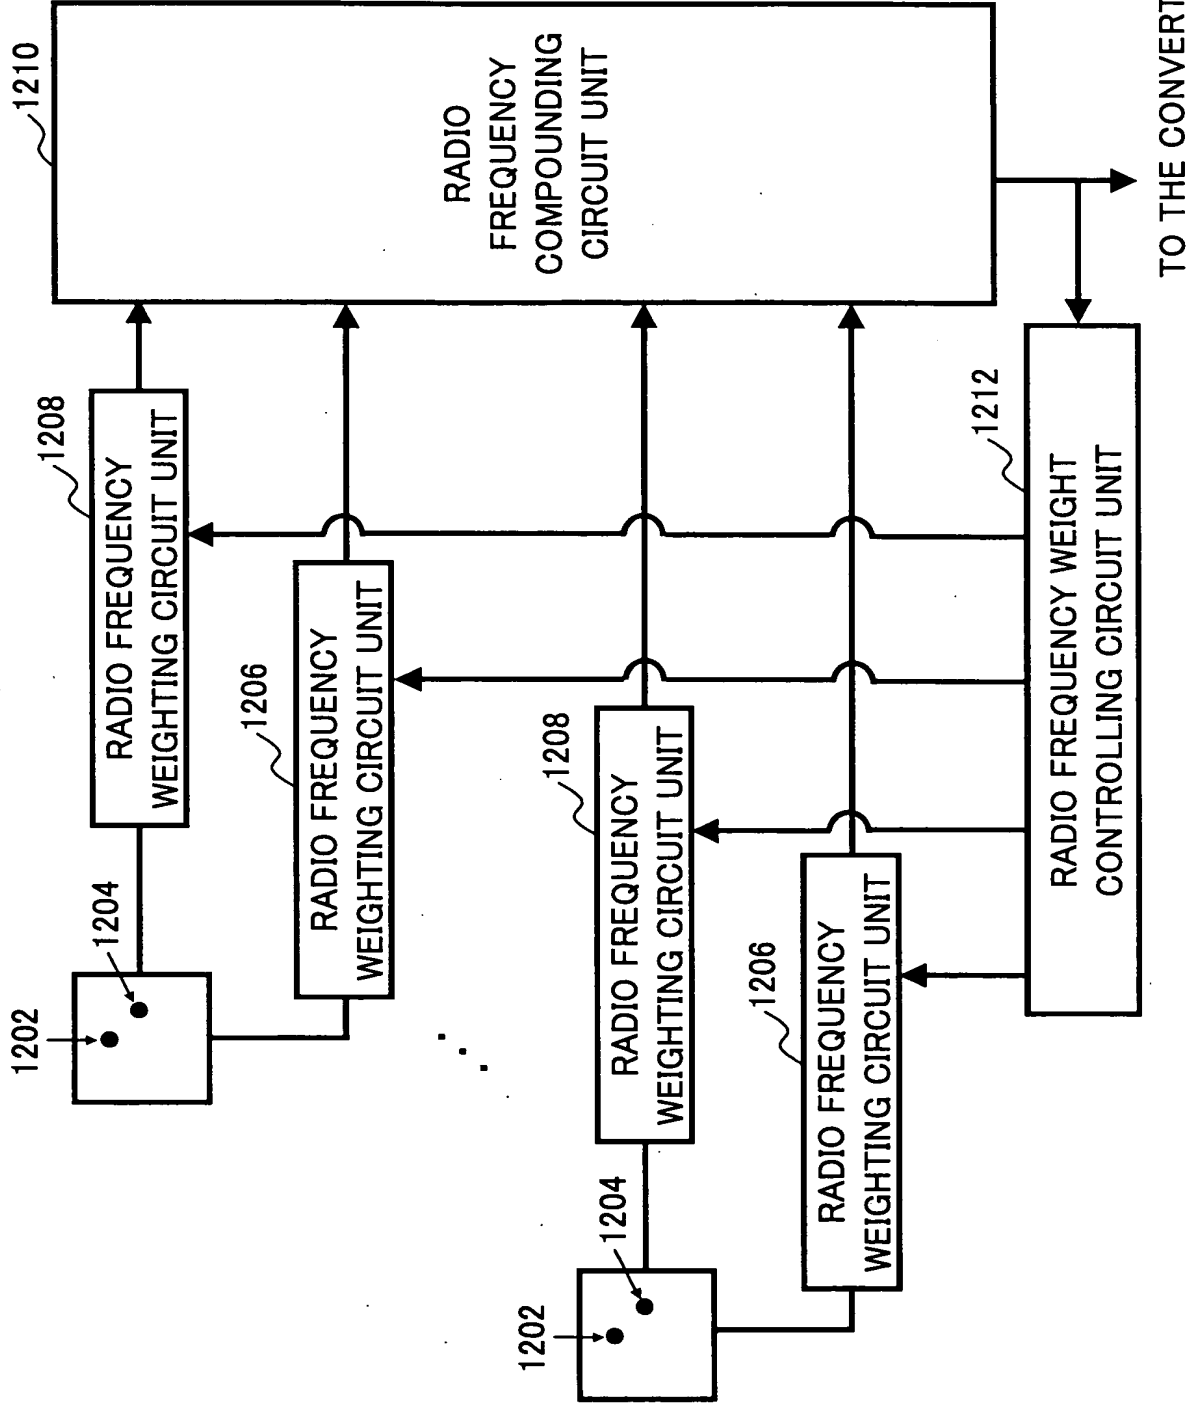 1202
1204
RADIO FREQUENCY
WEIGHTING CIRCUIT UNIT
1208
RADIO FREQUENCY
WEIGHTING CIRCUIT UNIT
1206
1210
RADIO
FREQUENCY
COMPOUNDING
CIRCUIT UNIT
1202
1204
RADIO FREQUENCY
WEIGHTING CIRCUIT UNIT
1208
RADIO FREQUENCY
WEIGHTING CIRCUIT UNIT
1206
RADIO FREQUENCY WEIGHT
CONTROLLING CIRCUIT UNIT
1212
TO THE CONVERT